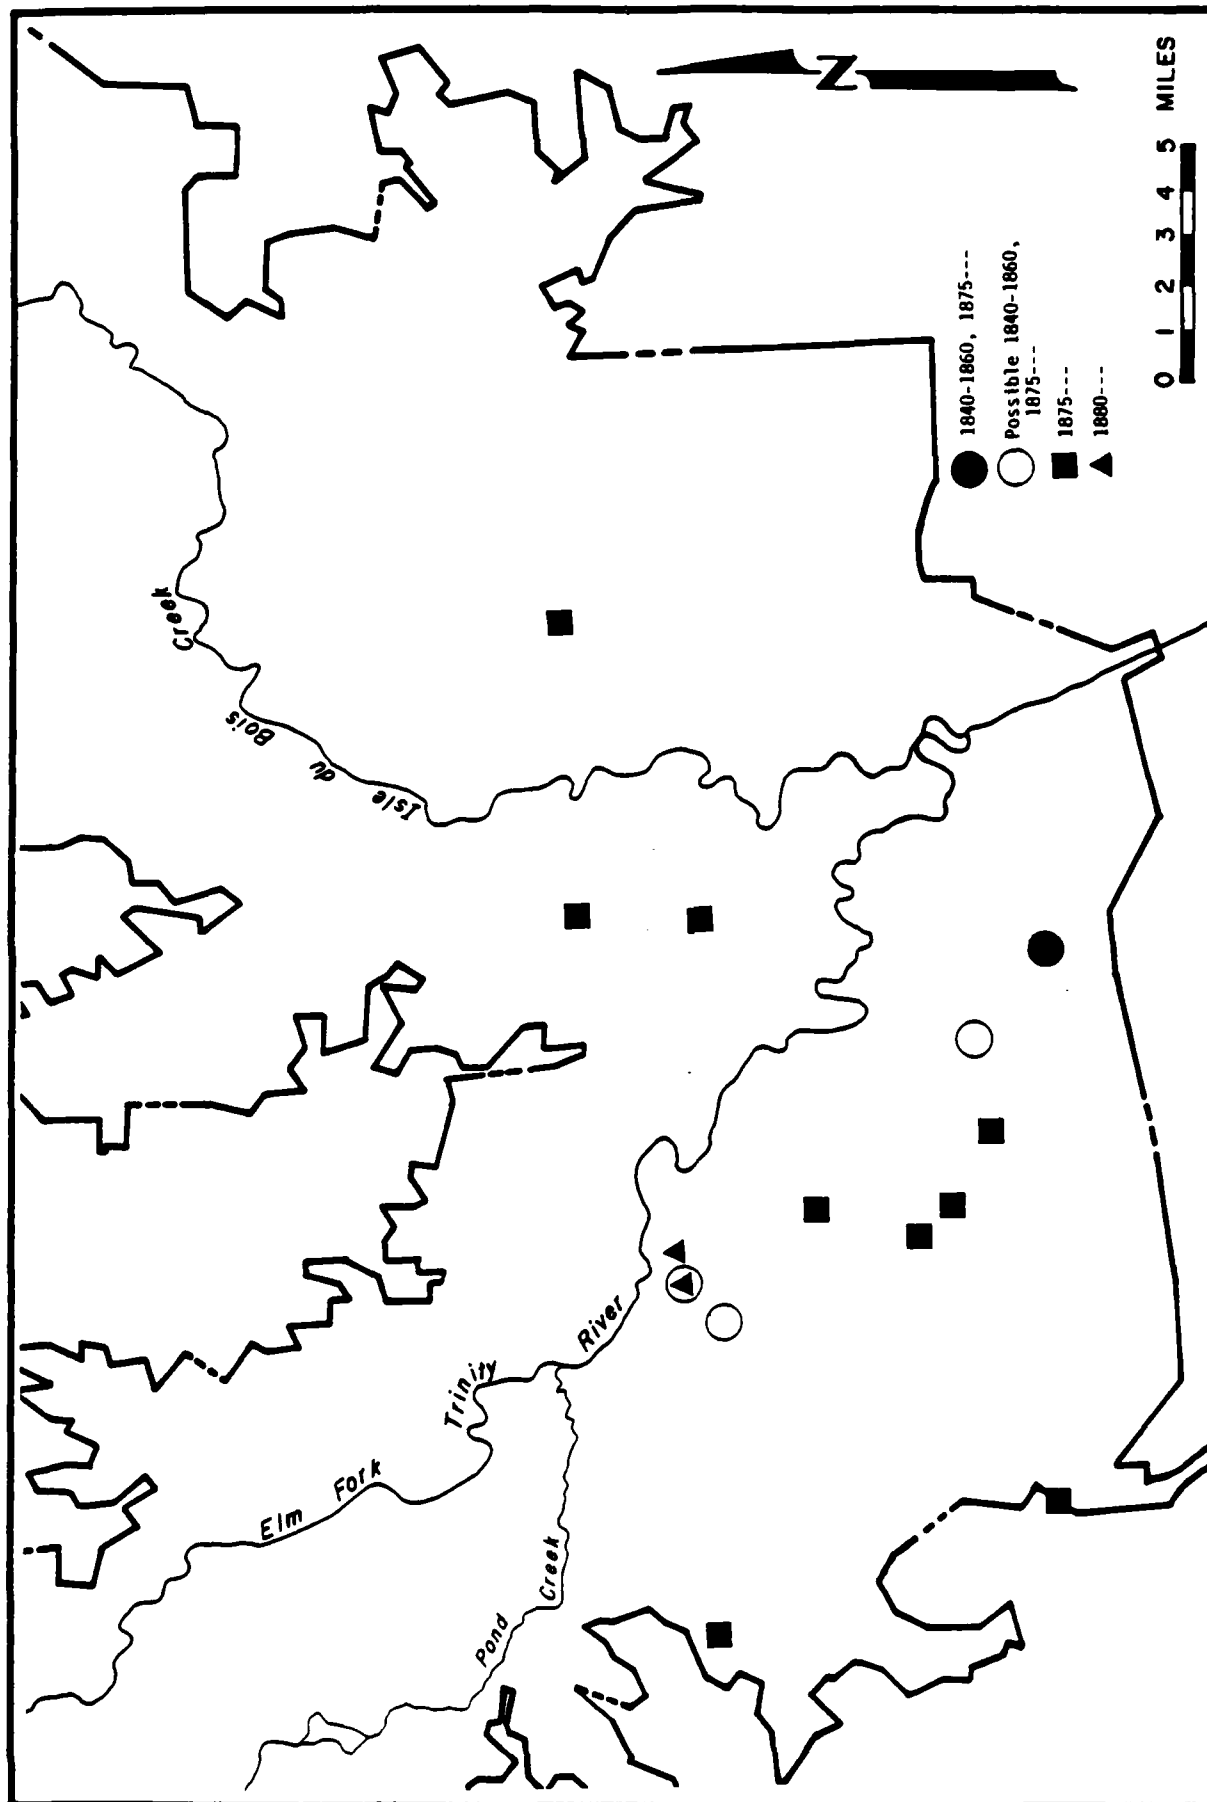 Elm Fork Trinity River
Pond Creek
Isle du Bois Creek
N
1840-1860, 1875---
Possible 1840-1860,
1875---
1875---
1880---
0 1 2 3 4 5 MILES